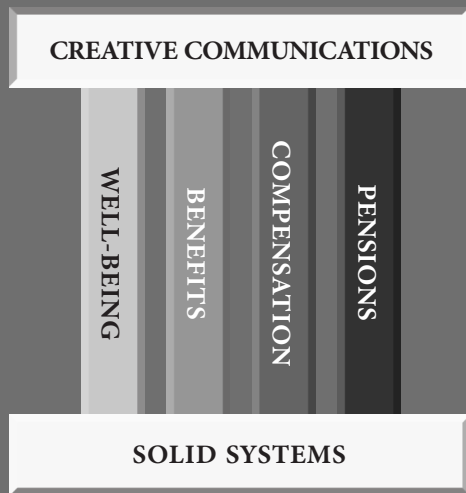 CREATIVE COMMUNICATIONS
WELL-BEING
BENEFITS
COMPENSATION
PENSIONS
SOLID SYSTEMS